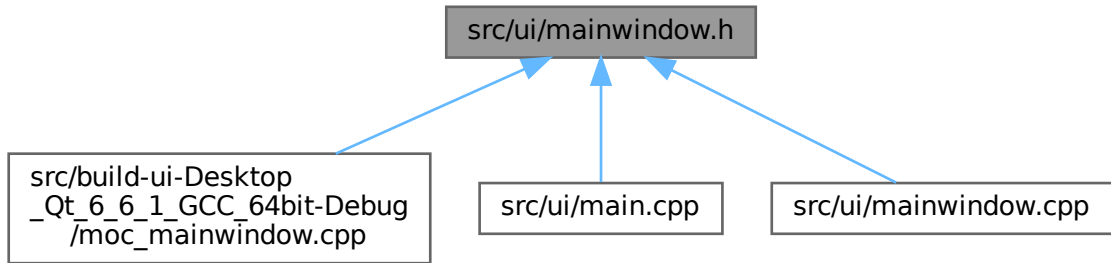 src/ui/mainwindow.h
src/build-ui-Desktop
_Qt_6_6_1_GCC_64bit-Debug
/moc_mainwindow.cpp
src/ui/main.cpp
src/ui/mainwindow.cpp